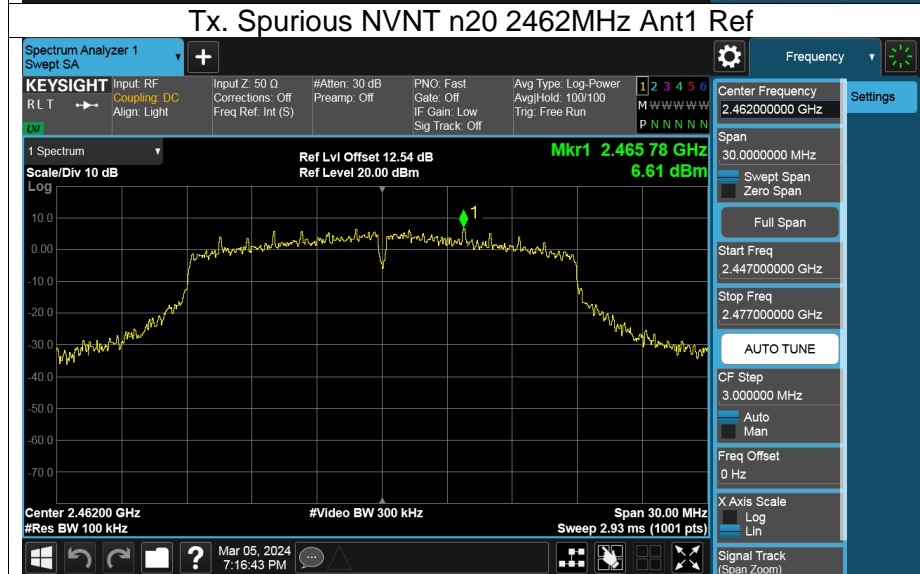 Tx. Spurious NVNT n20 2462MHz Ant1 Ref
Spectrum Analyzer 1
Swept SA
+
Frequency
KEYSIGHT
RLT
LXI
Input: RF
Coupling: DC
Align: Light
Input Z: 50 Ω
Corrections: Off
Freq Ref: Int (S)
#Atten: 30 dB
Preamp: Off
PNO: Fast
Gate: Off
IF Gain: Low
Sig Track: Off
Avg Type: Log-Power
Avg|Hold: 100/100
Trig: Free Run
1 2 3 4 5 6
M W W W W W
P N N N N N
1 Spectrum
Scale/Div 10 dB
Log
Ref Lvl Offset 12.54 dB
Ref Level 20.00 dBm
Mkr1 2.465 78 GHz
6.61 dBm
1
10.0
0.00
-10.0
-20.0
-30.0
-40.0
-50.0
-60.0
-70.0
Center 2.46200 GHz
#Res BW 100 kHz
#Video BW 300 kHz
Span 30.00 MHz
Sweep 2.93 ms (1001 pts)
?
Mar 05, 2024
7:16:43 PM
Center Frequency
2.462000000 GHz
Span
30.0000000 MHz
Swept Span
Zero Span
Full Span
Start Freq
2.447000000 GHz
Stop Freq
2.477000000 GHz
AUTO TUNE
CF Step
3.000000 MHz
Auto
Man
Freq Offset
0 Hz
X Axis Scale
Log
Lin
Signal Track
(Span Zoom)
Settings